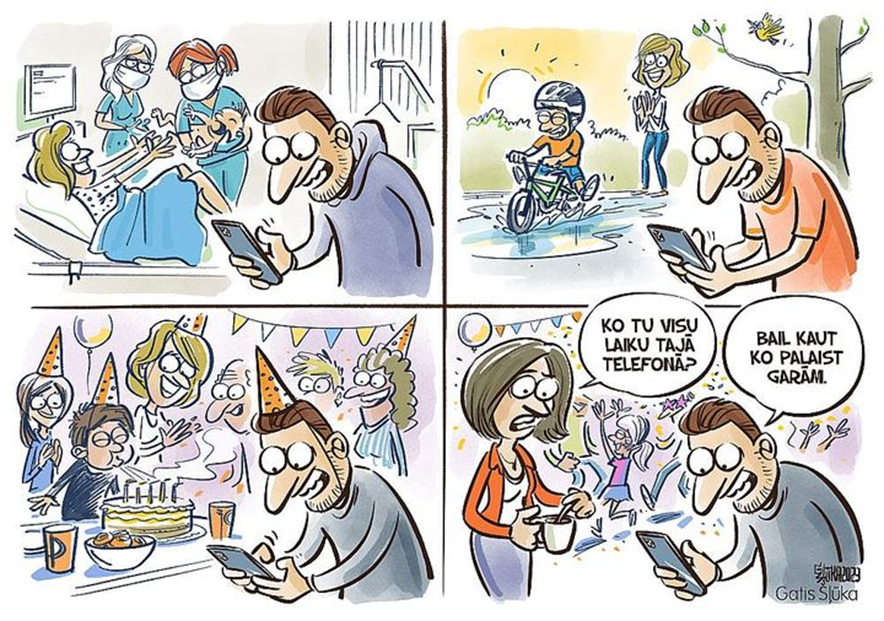 KO TU VISU
LAIKU TAJĀ
TELEFONĀ?
BAIL KAUT
KO PALAIST
GARĀM.
Gatis Šļūka